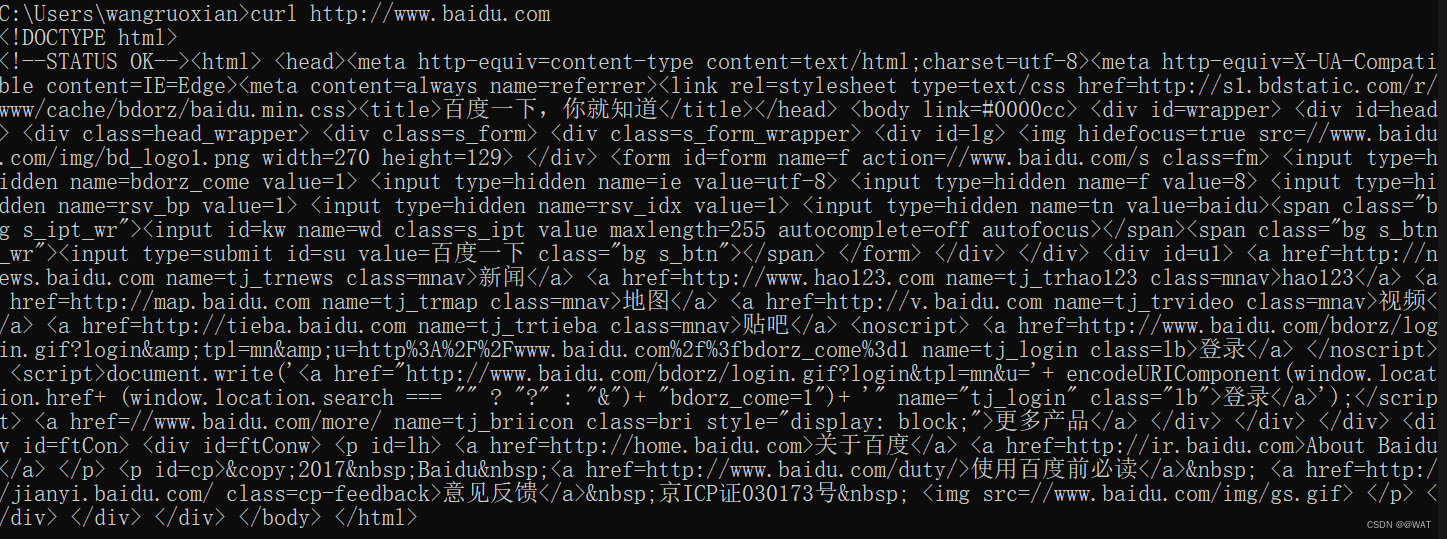 C:\Users\wangruoxian>curl http://www.baidu.com
<!DOCTYPE html>
<!--STATUS OK--><html> <head><meta http-equiv=content-type content=text/html;charset=utf-8><meta http-equiv=X-UA-Compati
ble content=IE=Edge><meta content=always name=referrer><link rel=stylesheet type=text/css href=http://s1.bdstatic.com/r/
www/cache/bdorz/baidu.min.css><title>百度一下，你就知道</title></head> <body link=#0000cc> <div id=wrapper> <div id=head
> <div class=head_wrapper> <div class=s_form> <div class=s_form_wrapper> <div id=lg> <img hidefocus=true src=//www.baidu
.com/img/bd_logo1.png width=270 height=129> </div> <form id=form name=f action=//www.baidu.com/s class=fm> <input type=h
idden name=bdorz_come value=1> <input type=hidden name=ie value=utf-8> <input type=hidden name=f value=8> <input type=hi
dden name=rsv_bp value=1> <input type=hidden name=rsv_idx value=1> <input type=hidden name=tn value=baidu><span class="b
g s_ipt_wr"><input id=kw name=wd class=s_ipt value maxlength=255 autocomplete=off autofocus></span><span class="bg s_btn
_wr"><input type=submit id=su value=百度一下 class="bg s_btn"></span> </form> </div> </div> <div id=u1> <a href=http://n
ews.baidu.com name=tj_trnews class=mnav>新闻</a> <a href=http://www.hao123.com name=tj_trhao123 class=mnav>hao123</a> <a
 href=http://map.baidu.com name=tj_trmap class=mnav>地图</a> <a href=http://v.baidu.com name=tj_trvideo class=mnav>视频<
/a> <a href=http://tieba.baidu.com name=tj_trtieba class=mnav>贴吧</a> <noscript> <a href=http://www.baidu.com/bdorz/log
in.gif?login&amp;tpl=mn&amp;u=http%3A%2F%2Fwww.baidu.com%2f%3fbdorz_come%3d1 name=tj_login class=lb>登录</a> </noscript>
 <script>document.write('<a href="http://www.baidu.com/bdorz/login.gif?login&tpl=mn&u='+ encodeURIComponent(window.locat
ion.href+ (window.location.search === "" ? "?" : "&")+ "bdorz_come=1")+ '" name="tj_login" class="lb">登录</a>');</scrip
t> <a href=//www.baidu.com/more/ name=tj_briicon class=bri style="display: block;">更多产品</a> </div> </div> </div> <di
v id=ftCon> <div id=ftConw> <p id=lh> <a href=http://home.baidu.com>关于百度</a> <a href=http://ir.baidu.com>About Baidu
</a> </p> <p id=cp>&copy;2017&nbsp;Baidu&nbsp;<a href=http://www.baidu.com/duty/>使用百度前必读</a>&nbsp; <a href=http:/
/jianyi.baidu.com/ class=cp-feedback>意见反馈</a>&nbsp;京ICP证030173号&nbsp; <img src=//www.baidu.com/img/gs.gif> </p> <
/div> </div> </div> </body> </html>
CSDN @@WAT